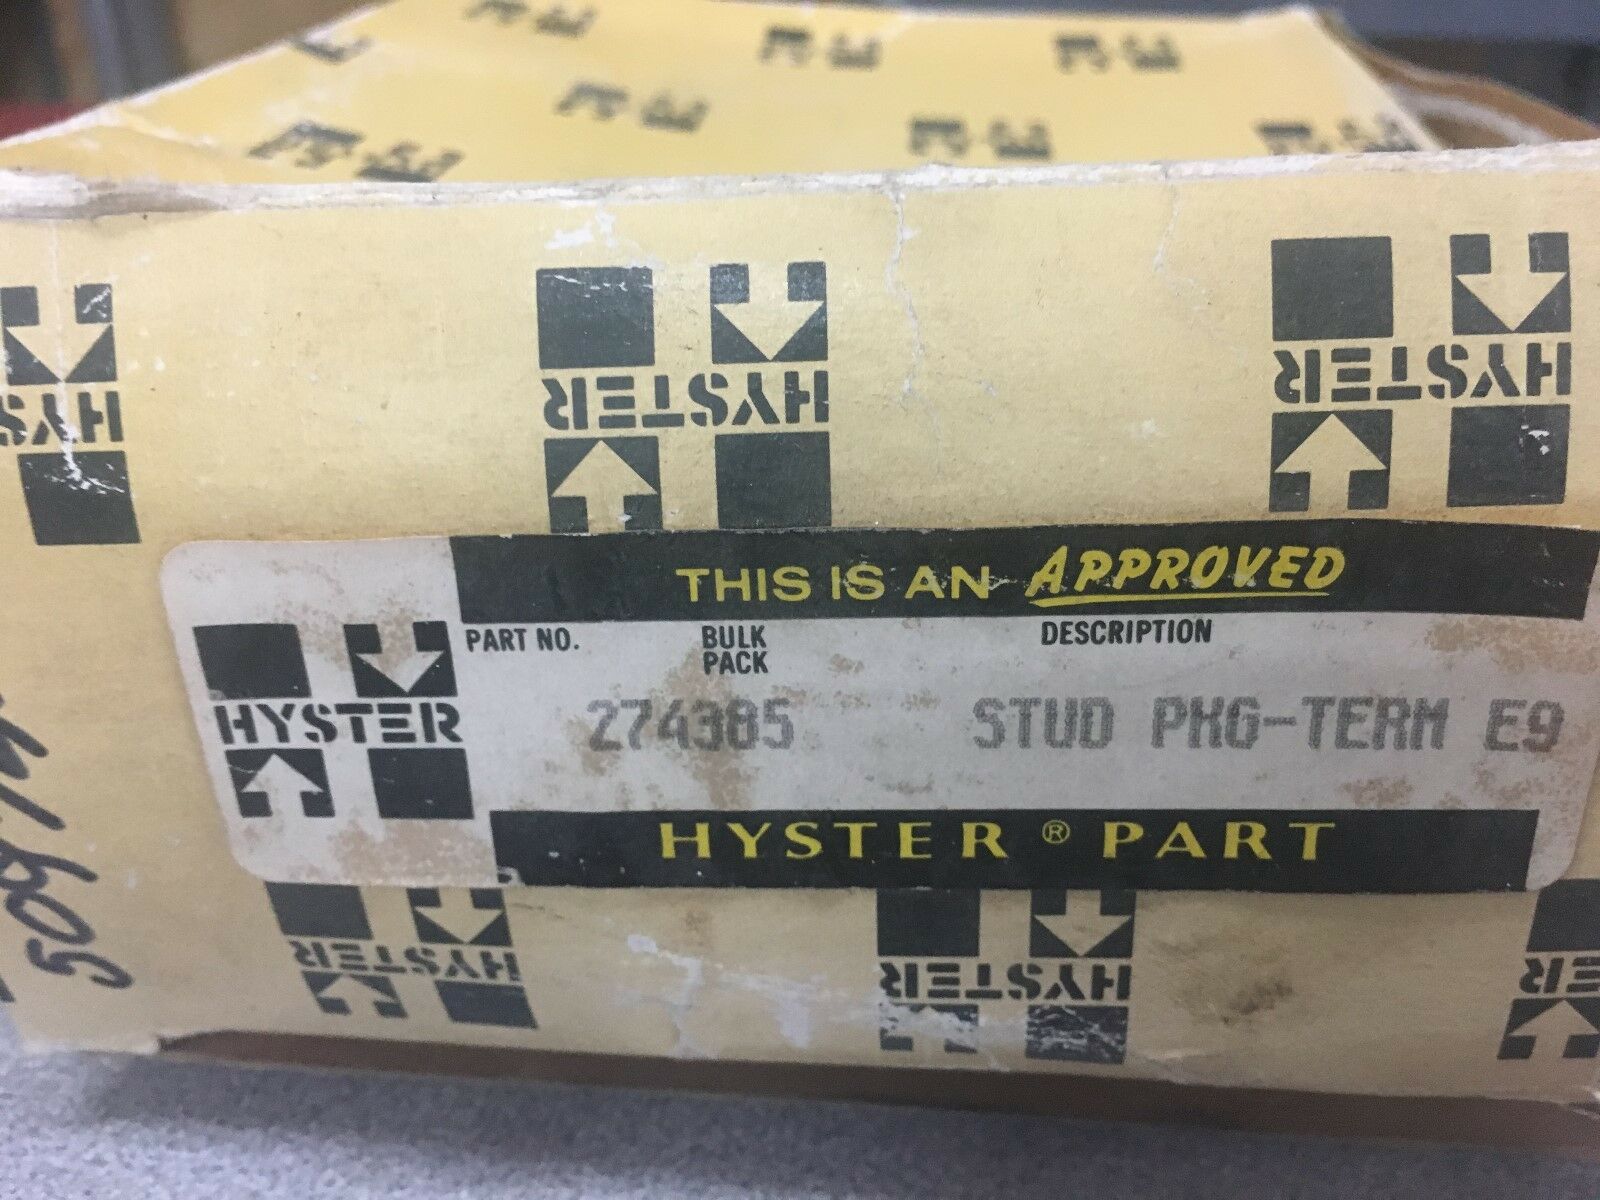 HYSTER
HYSTER
HYSTER
THIS IS AN APPROVED
PART NO. BULK PACK DESCRIPTION
HYSTER
274385 STUD PKG-TERM E9
HYSTER ® PART
HYSTER
HYSTER